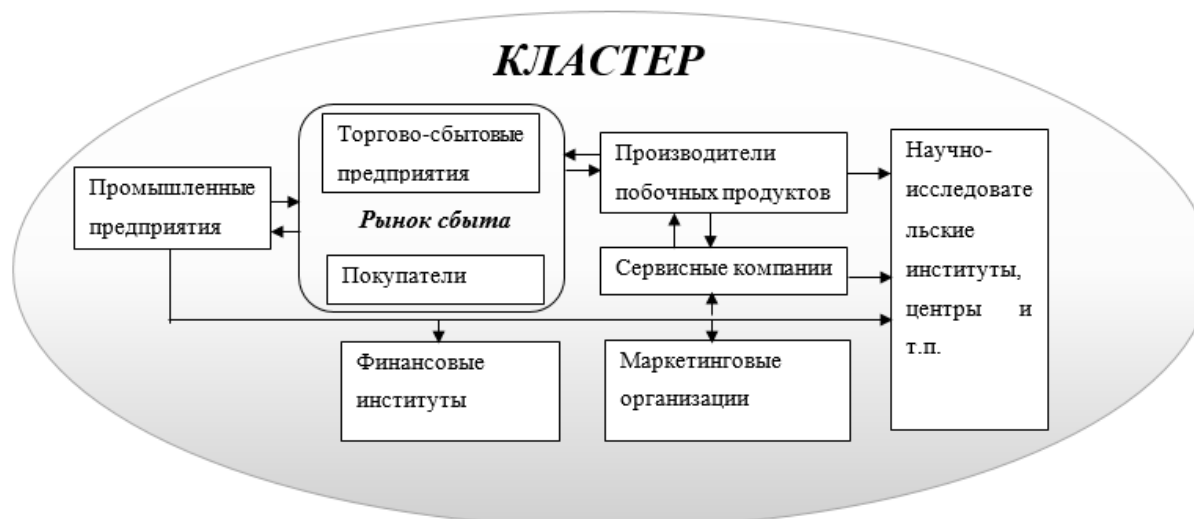 КЛАСТЕР
Промышленные
предприятия
Торгово-сбытовые
предприятия
Рынок сбыта
Покупатели
Производители
побочных продуктов
Сервисные компании
Научно-
исследовате
льские
институты,
центры и
т.п.
Финансовые
институты
Маркетинговые
организации